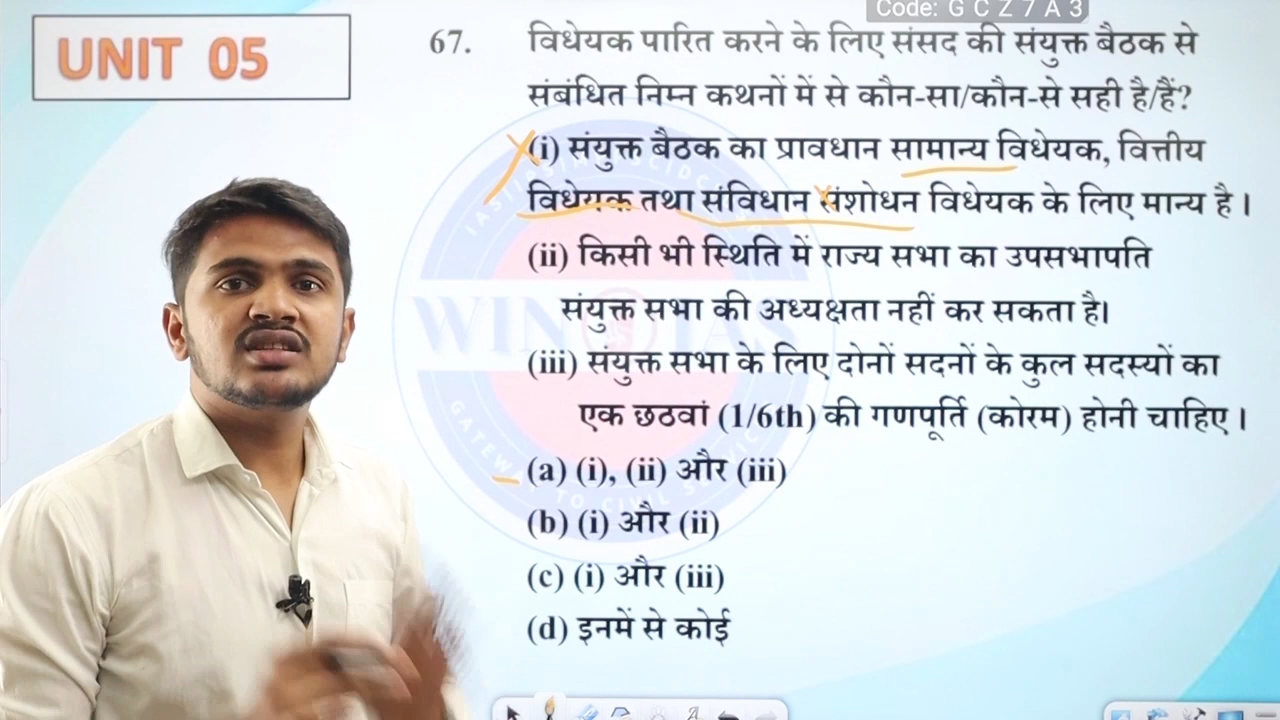 Code: G C Z 7 A 3
UNIT 05
67. विधेयक पारित करने के लिए संसद की संयुक्त बैठक से
संबंधित निम्न कथनों में से कौन-सा/कौन-से सही है/हैं?
(i) संयुक्त बैठक का प्रावधान सामान्य विधेयक, वित्तीय
विधेयक तथा संविधान संशोधन विधेयक के लिए मान्य है।
(ii) किसी भी स्थिति में राज्य सभा का उपसभापति
संयुक्त सभा की अध्यक्षता नहीं कर सकता है।
(iii) संयुक्त सभा के लिए दोनों सदनों के कुल सदस्यों का
एक छठवां (1/6th) की गणपूर्ति (कोरम) होनी चाहिए।
(a) (i), (ii) और (iii)
(b) (i) और (ii)
(c) (i) और (iii)
(d) इनमें से कोई
WIN IAS